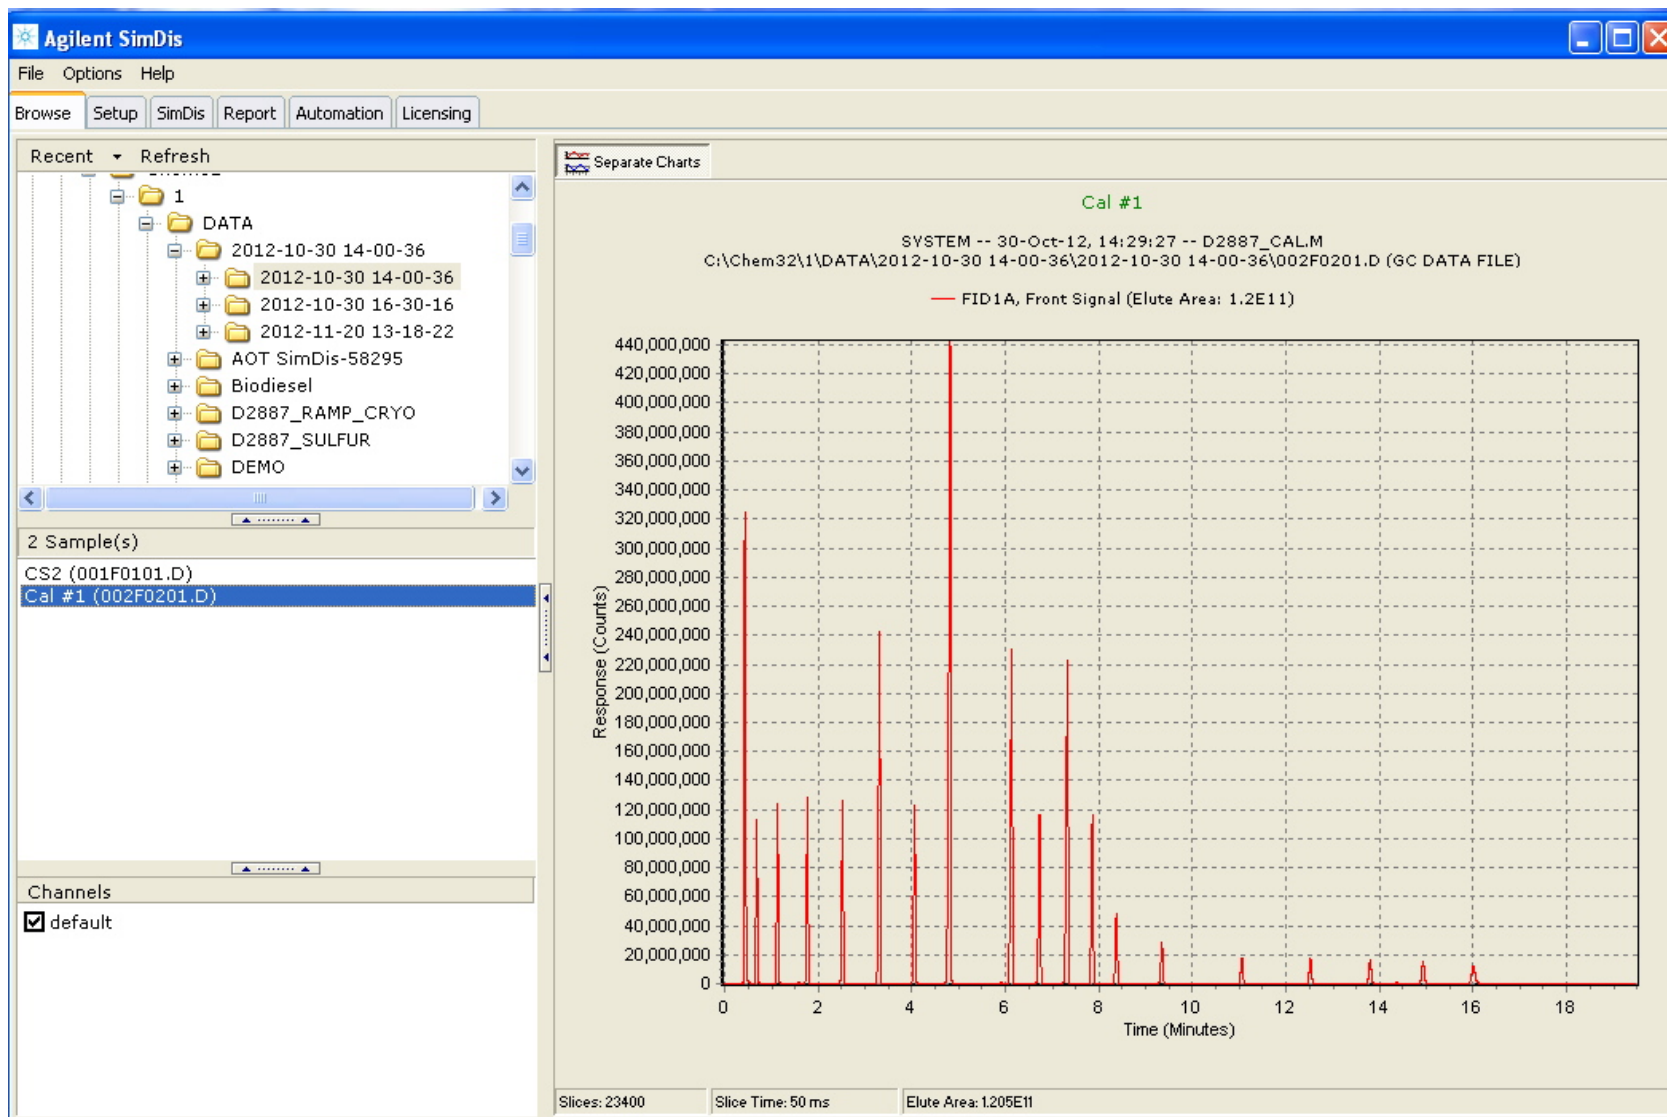 Agilent SimDis
File Options Help
Browse Setup SimDis Report Automation Licensing
Recent Refresh
1
DATA
2012-10-30 14-00-36
2012-10-30 14-00-36
2012-10-30 16-30-16
2012-11-20 13-18-22
AOT SimDis-58295
Biodiesel
D2887_RAMP_CRYO
D2887_SULFUR
DEMO
2 Sample(s)
CS2 (001F0101.D)
Cal #1 (002F0201.D)
Channels
default
Separate Charts
Cal #1
SYSTEM -- 30-Oct-12, 14:29:27 -- D2887_CAL.M
C:\Chem32\1\DATA\2012-10-30 14-00-36\2012-10-30 14-00-36\002F0201.D (GC DATA FILE)
FID1A, Front Signal (Elute Area: 1.2E11)
440,000,000
420,000,000
400,000,000
380,000,000
360,000,000
340,000,000
320,000,000
300,000,000
280,000,000
260,000,000
240,000,000
220,000,000
200,000,000
180,000,000
160,000,000
140,000,000
120,000,000
100,000,000
80,000,000
60,000,000
40,000,000
20,000,000
0
Response (Counts)
0 2 4 6 8 10 12 14 16 18
Time (Minutes)
Slices: 23400 Slice Time: 50 ms Elute Area: 1.205E11